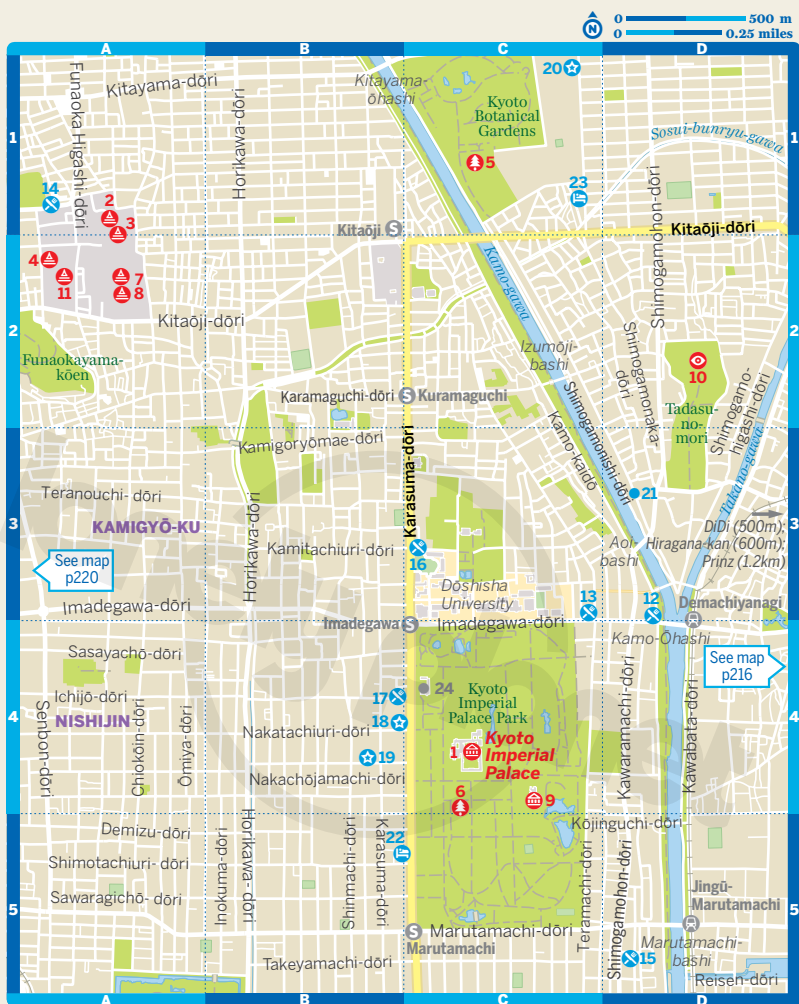 N
0 500 m
0 0.25 miles
A
B
C
D
1
2
3
4
5
1
2
3
4
5
Funaoka Higashi-dōri
Kitayama-dōri
Horikawa-dōri
Kitayama-
ōhashi
20
Kyoto
Botanical
Gardens
5
Sosui-bunryu-gawa
14
2
3
23
Shimogamohon-dōri
Kitaōji
Kitaōji-dōri
4
11
7
8
Kamo-gawa
Kitaōji-dōri
Funaokayama-
kōen
Izumōji-
bashi
Shimogamonaka-
dōri
10
Tadasu-
no-
mori
Shimogamo-
higashi-dōri
Karamaguchi-dōri
Kuramaguchi
Shimogamonishi-dōri
Kamo-kaidō
Kamigoryōmae-dōri
Karasuma-dōri
Takano-gawa
Teranouchi- dōri
21
KAMIGYŌ-KU
Horikawa-dōri
Kamitachiuri-dōri
16
Aoi-
bashi
DiDi (500m);
Hiragana-kan (600m);
Prinz (1.2km)
See map
p220
Dōshisha
University
13
12
Demachiyanagi
Imadegawa-dōri
Imadegawa
Imadegawa-dōri
Kamo-Ōhashi
Sasayachō-dōri
See map
p216
Ichijō-dōri
NISHIJIN
17
24
Kyoto
Imperial
Palace Park
Senbon-dōri
Chiokōin-dōri
Ōmiya-dōri
Nakatachiuri-dōri
18
19
1
Kyoto
Imperial
Palace
Kawaramachi-dōri
Kawabata-dōri
Nakachōjamachi-dōri
6
9
Demizu-dōri
Kōjinguchi-dōri
Inokuma-dōri
Horikawa- dōri
Shinmachi-dōri
Karasuma-dōri
22
Shimotachiuri- dōri
Sawaragichō- dōri
Teramachi-dōri
Shimogamohon-dōri
Jingū-
Marutamachi
Marutamachi-dōri
Marutamachi
Marutamachi-
bashi
15
Takeyamachi-dōri
Reisen-dōri
A
B
C
D